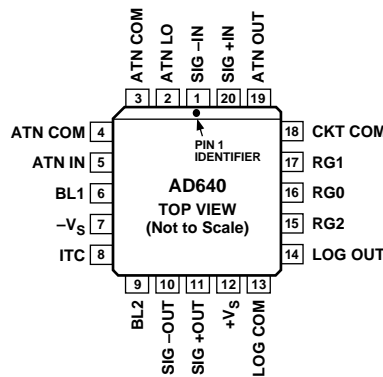 ATN COM
ATN LO
SIG –IN
SIG +IN
ATN OUT
3
2
1
20
19
ATN COM 4
ATN IN 5
BL1 6
–VS 7
ITC 8
PIN 1
IDENTIFIER
AD640
TOP VIEW
(Not to Scale)
18 CKT COM
17 RG1
16 RG0
15 RG2
14 LOG OUT
9
10
11
12
13
BL2
SIG –OUT
SIG +OUT
+VS
LOG COM